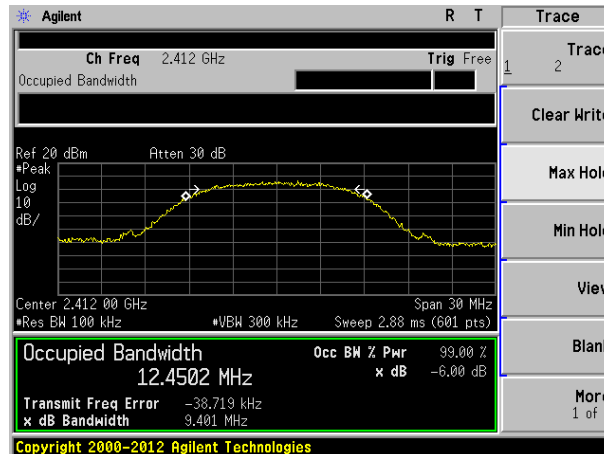 Agilent R T Trace
Ch Freq 2.412 GHz Trig Free
Occupied Bandwidth
Trace
1 2
Clear Write
Max Hold
Min Hold
View
Blank
More
1 of
Ref 20 dBm Atten 30 dB
#Peak
Log
10
dB/
Center 2.412 00 GHz Span 30 MHz
#Res BW 100 kHz #VBW 300 kHz Sweep 2.88 ms (601 pts)
Occupied Bandwidth Occ BW % Pwr 99.00 %
12.4502 MHz x dB -6.00 dB
Transmit Freq Error -38.719 kHz
x dB Bandwidth 9.401 MHz
Copyright 2000-2012 Agilent Technologies